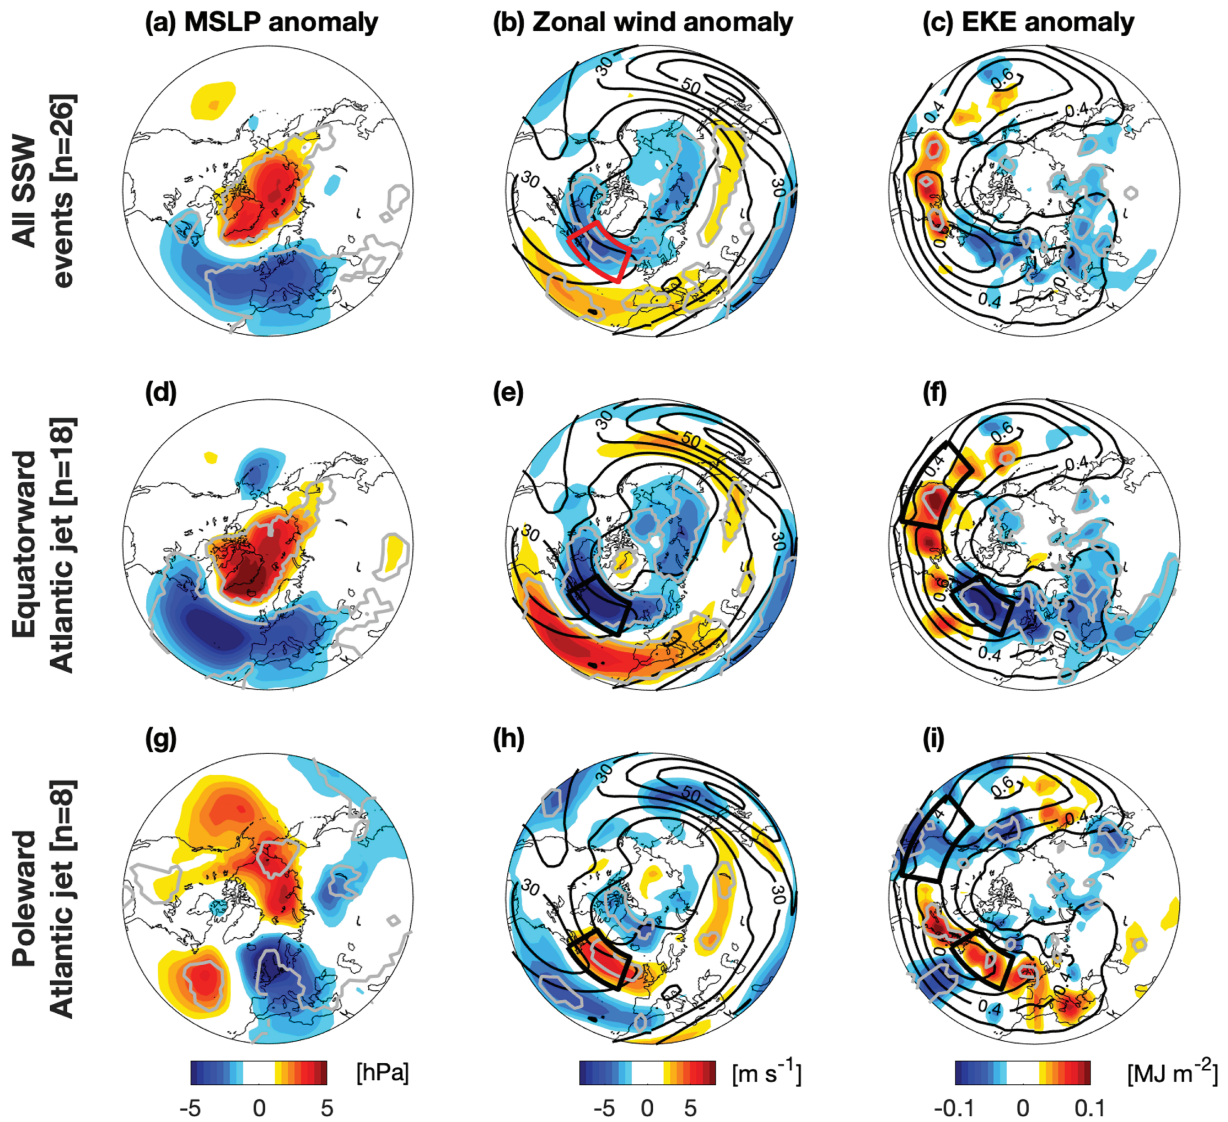 (a) MSLP anomaly
(b) Zonal wind anomaly
(c) EKE anomaly
All SSW
events [n=26]
30
50
30
30
0.6
0.4
0.4
0.4
(d)
(e)
(f)
Equatorward
Atlantic jet [n=18]
30
50
30
30
0.6
0.4
0.4
0.6
0.4
(g)
(h)
(i)
Poleward
Atlantic jet [n=8]
30
50
30
30
0.6
0.4
0.4
0.4
[hPa]
[m s-1]
[MJ m-2]
-5 0 5
-5 0 5
-0.1 0 0.1